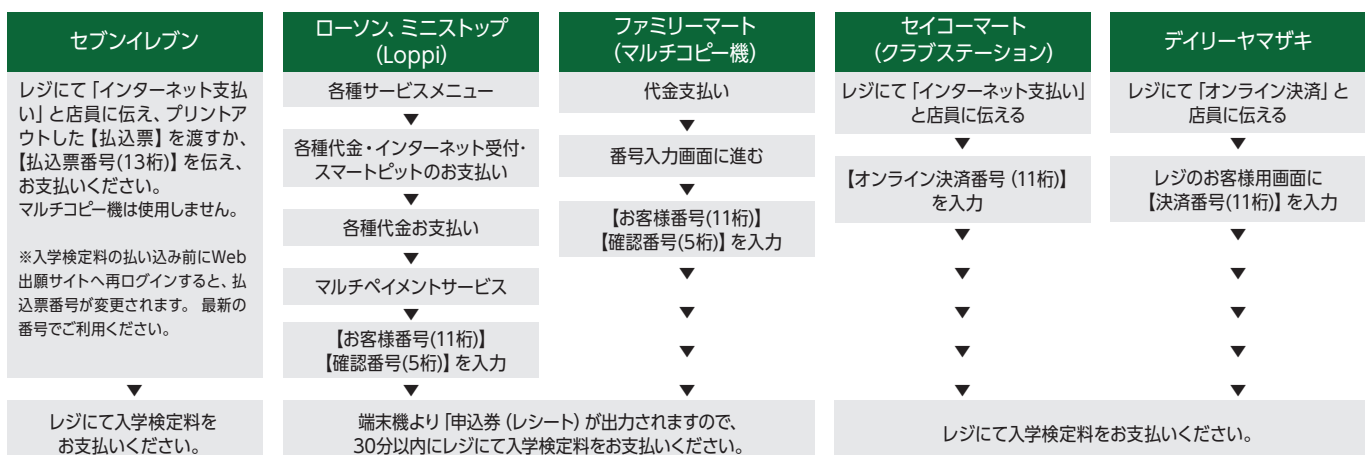 セブンイレブン
レジにて「インターネット支払
い」と店員に伝え、プリントア
ウトした【払込票】を渡すか、
【払込票番号(13桁)】を伝え、
お支払いください。
マルチコピー機は使用しません。
※入学検定料の払い込み前にWeb
出願サイトへ再ログインすると、払
込票番号が変更されます。 最新の
番号でご利用ください。
▼
レジにて入学検定料を
お支払いください。
ローソン、ミニストップ
(Loppi)
各種サービスメニュー
▼
各種代金・インターネット受付・
スマートピットのお支払い
▼
各種代金お支払い
▼
マルチペイメントサービス
▼
【お客様番号(11桁)】
【確認番号(5桁)】を入力
▼
ファミリーマート
(マルチコピー機)
代金支払い
▼
番号入力画面に進む
▼
【お客様番号(11桁)】
【確認番号(5桁)】を入力
▼
▼
▼
▼
端末機より「申込券(レシート)が出力されますので、
30分以内にレジにて入学検定料をお支払いください。
セイコーマート
(クラブステーション)
レジにて「インターネット支払い」
と店員に伝える
▼
【オンライン決済番号(11桁)】
を入力
▼
▼
▼
▼
▼
デイリーヤマザキ
レジにて「オンライン決済」と
店員に伝える
▼
レジのお客様用画面に
【決済番号(11桁)】を入力
▼
▼
▼
▼
▼
レジにて入学検定料をお支払いください。